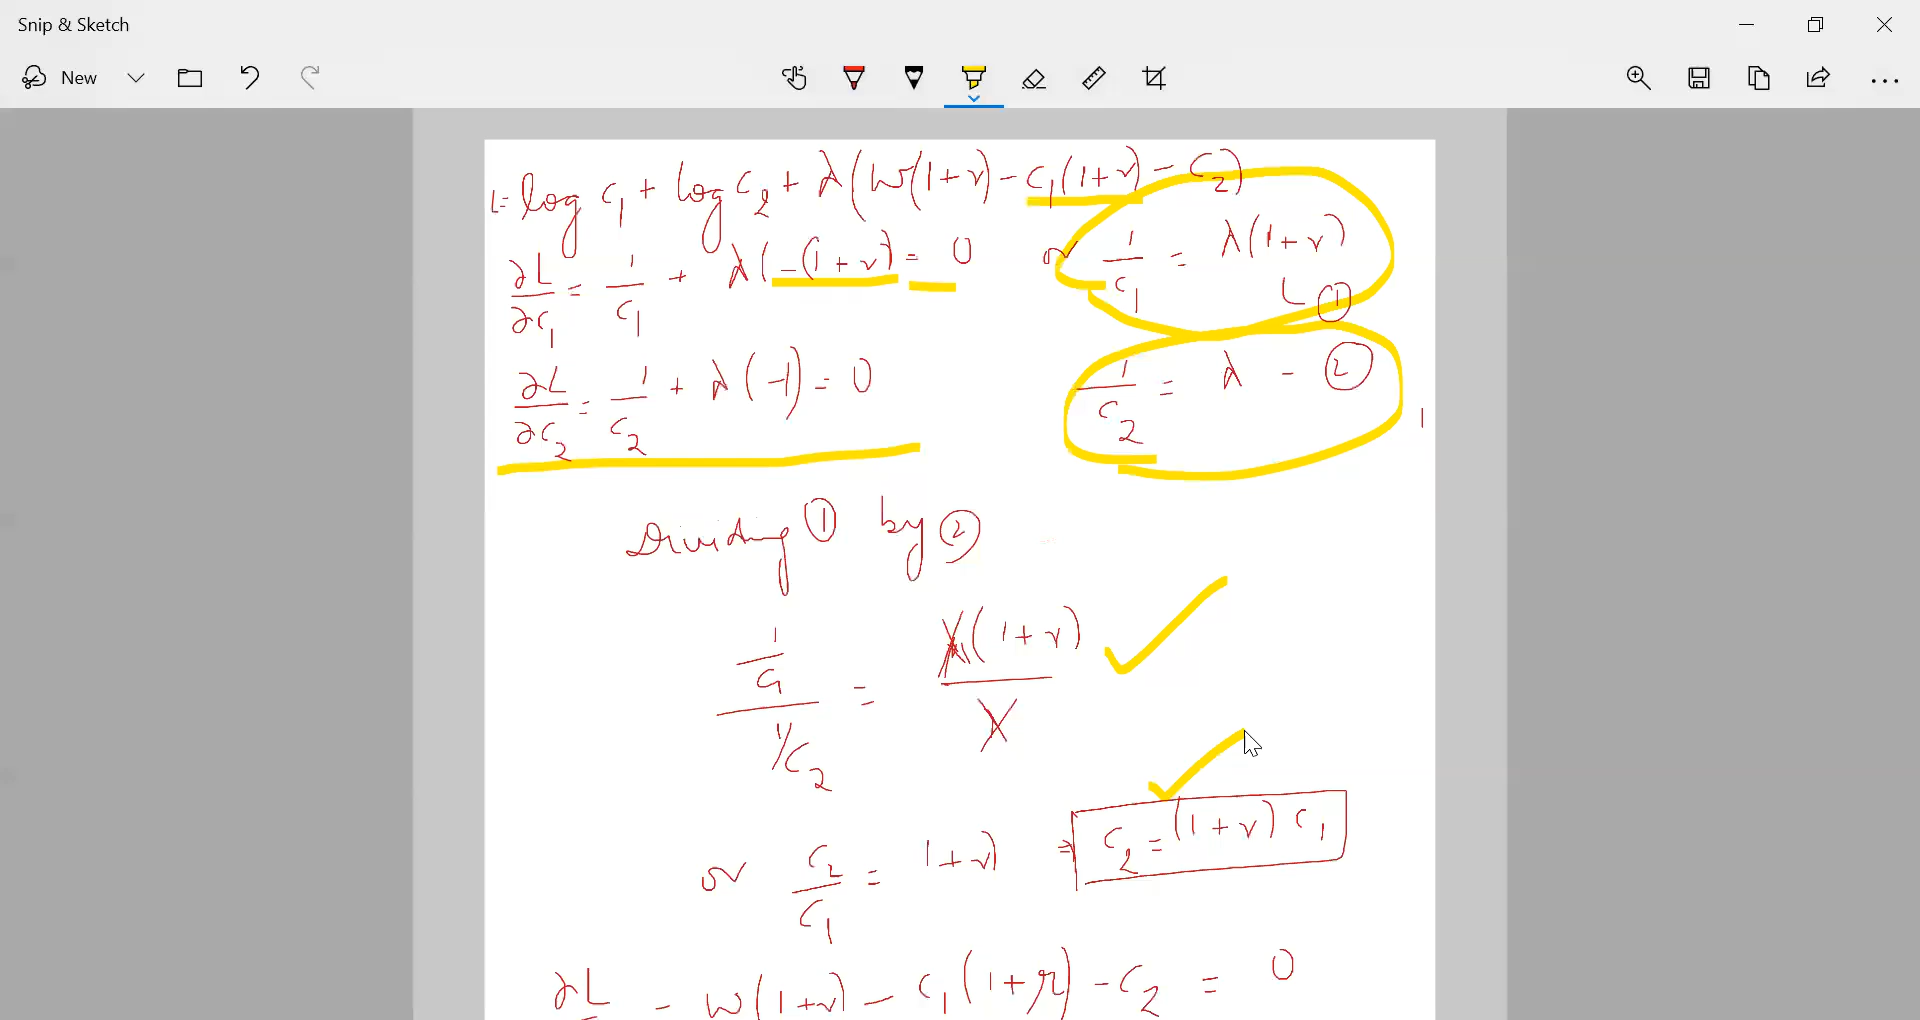 Snip & Sketch
New
L= log c₁ + log c₂ + λ(W(1+r) - c₁(1+r) - c₂)
∂L/∂c₁ = 1/c₁ + λ(-(1+r) = 0 or 1/c₁ = λ(1+r)
L ①
∂L/∂c₂ = 1/c₂ + λ(-1) = 0 1/c₂ = λ - ②
Dividing ① by ②
(1/c₁)/(1/c₂) = λ(1+r)/λ
or c₂/c₁ = 1+r ⇒ c₂ = (1+r) c₁
∂L - W(1+r) - c₁(1+r) - c₂ = 0